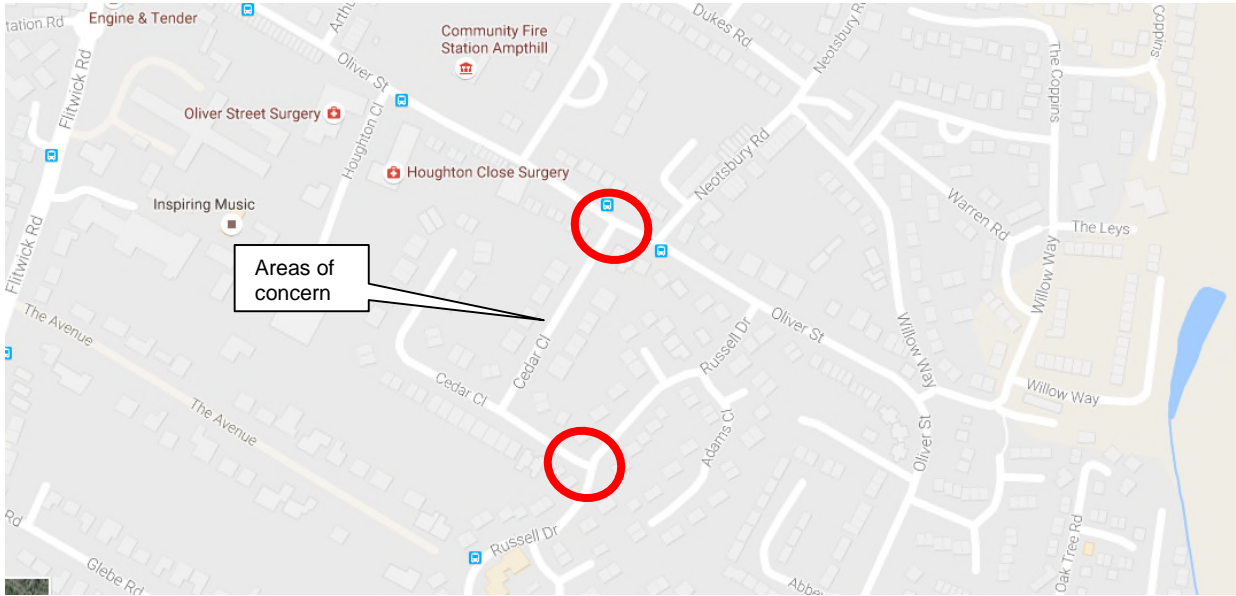 Engine & Tender
tation Rd
Flitwick Rd
Oliver St
Community Fire
Station Ampthill
Dukes Rd
Neotsbury Rd
The Coppins
Coppins
Oliver Street Surgery
Houghton Cl
Houghton Close Surgery
Neotsbury Rd
Inspiring Music
Warren Rd
The Leys
Flitwick Rd
Areas of
concern
Willow Way
The Avenue
Cedar Cl
Russell Dr
Oliver St
Willow Way
Cedar Cl
Willow Way
The Avenue
Adams Cl
Oliver St
Rd
Russell Dr
Glebe Rd
Abbey
Oak Tree Rd